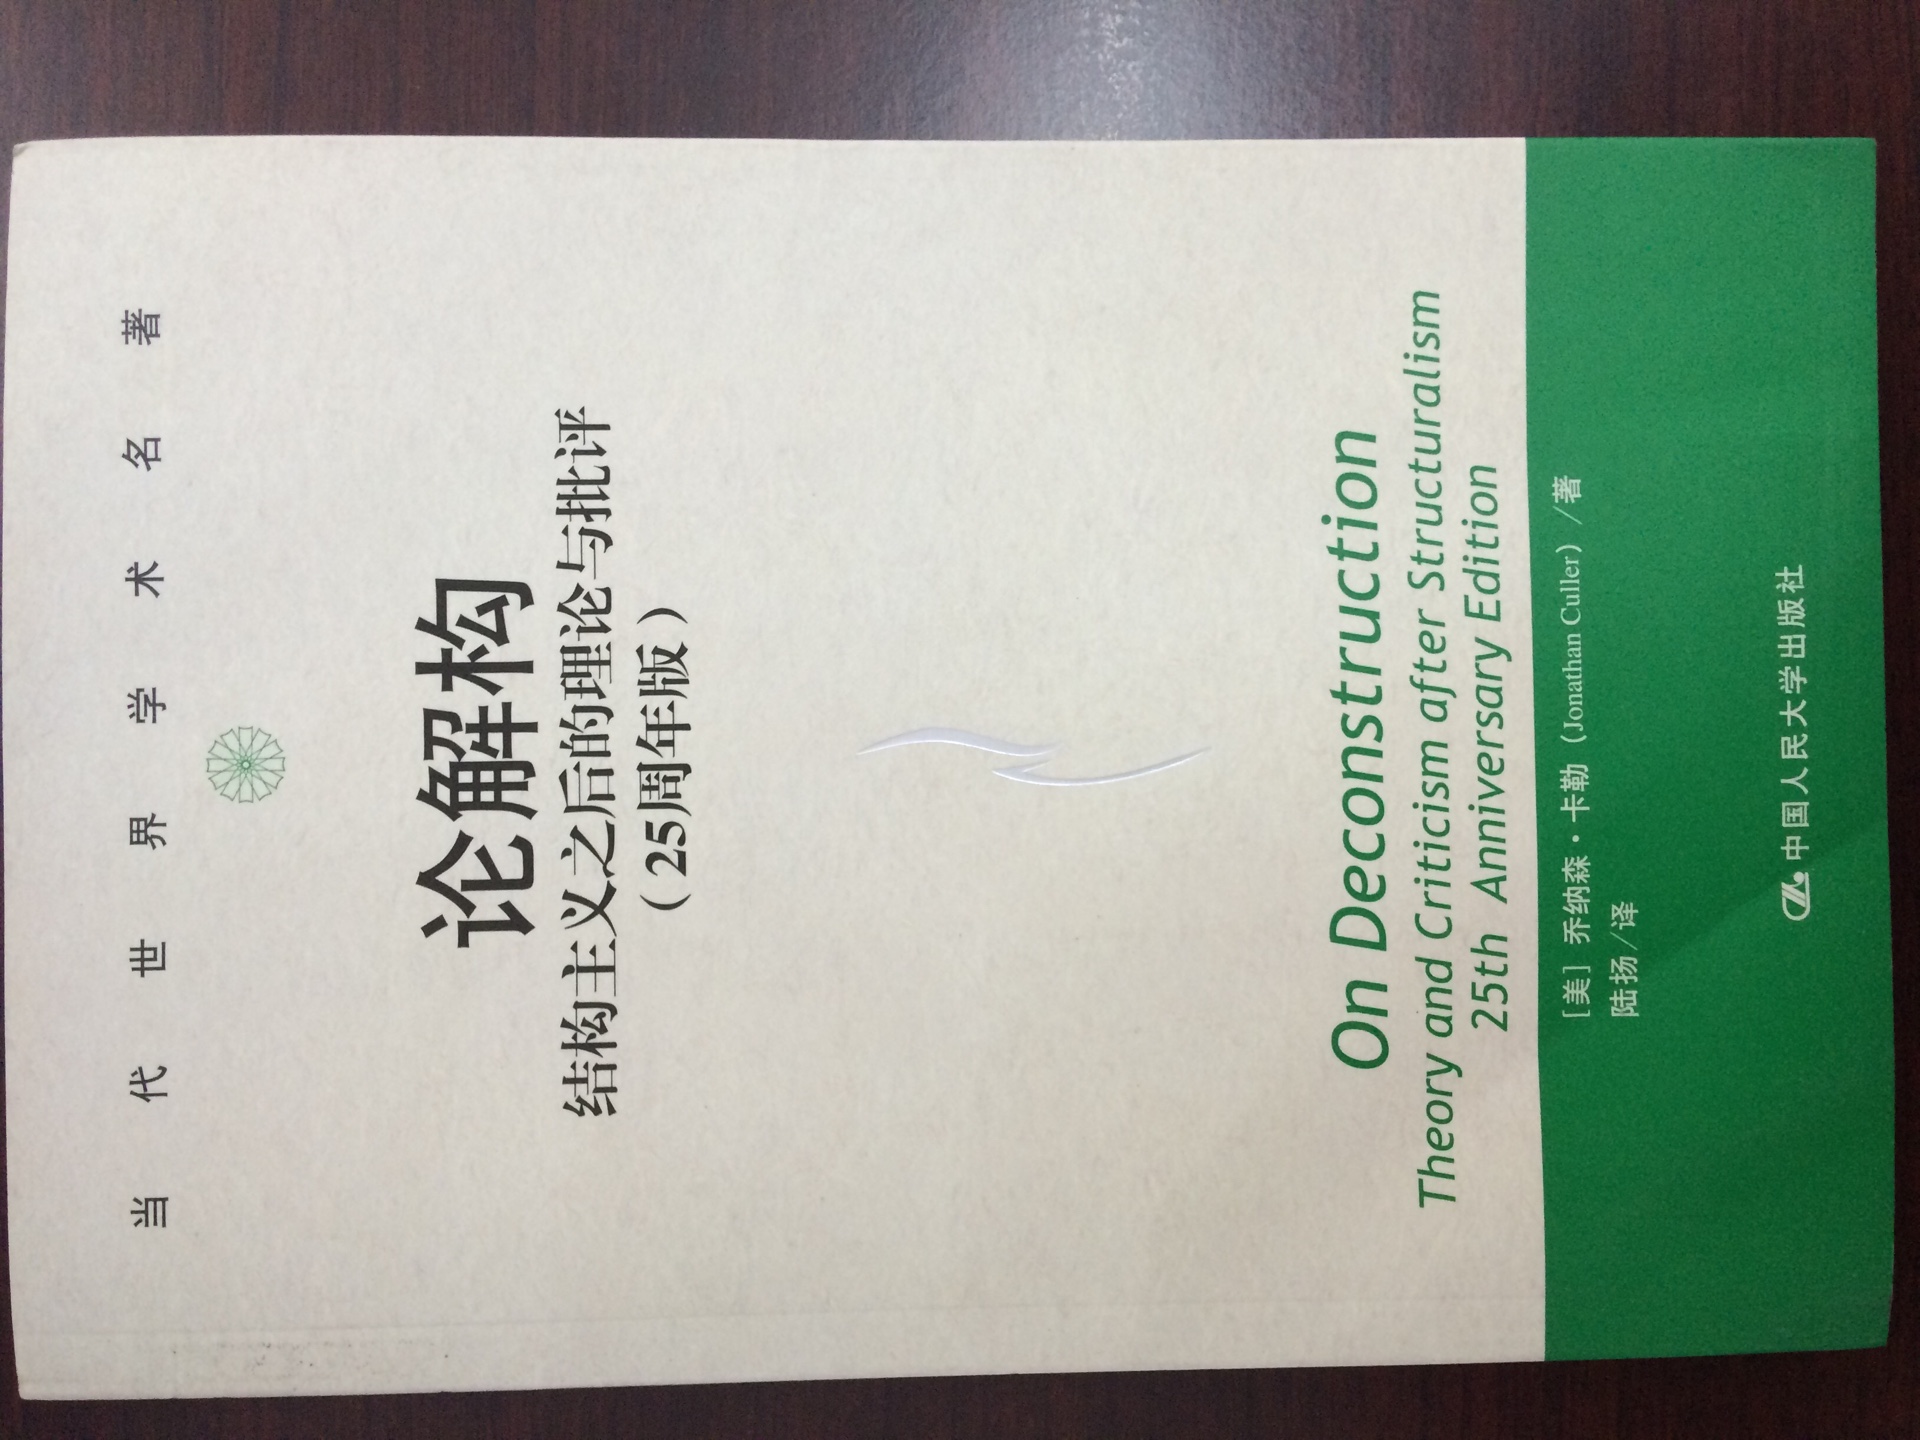 当代世界学术名著
论解构
结构主义之后的理论与批评
（25周年版）
On Deconstruction
Theory and Criticism after Structuralism
25th Anniversary Edition
［美］乔纳森·卡勒（Jonathan Culler）/著
陆扬/译
中国人民大学出版社